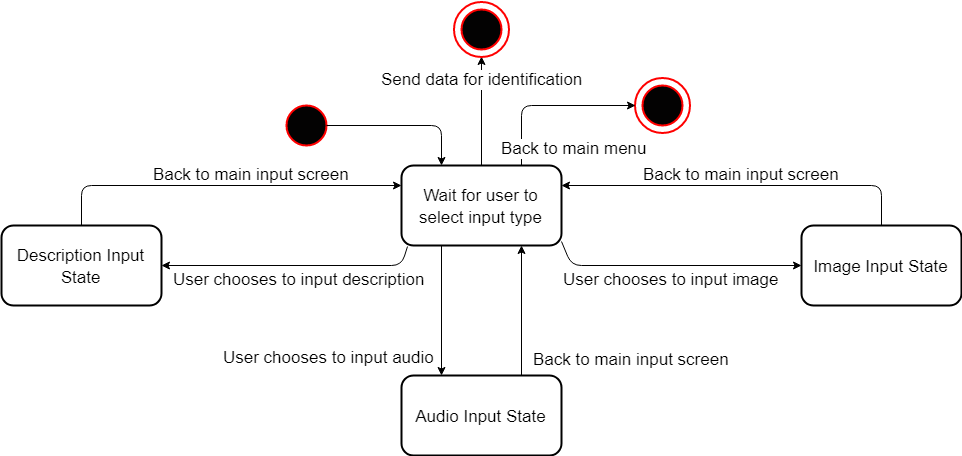 Send data for identification
Back to main menu
Back to main input screen
Wait for user to
select input type
Back to main input screen
Description Input
State
User chooses to input description
User chooses to input image
Image Input State
User chooses to input audio
Back to main input screen
Audio Input State